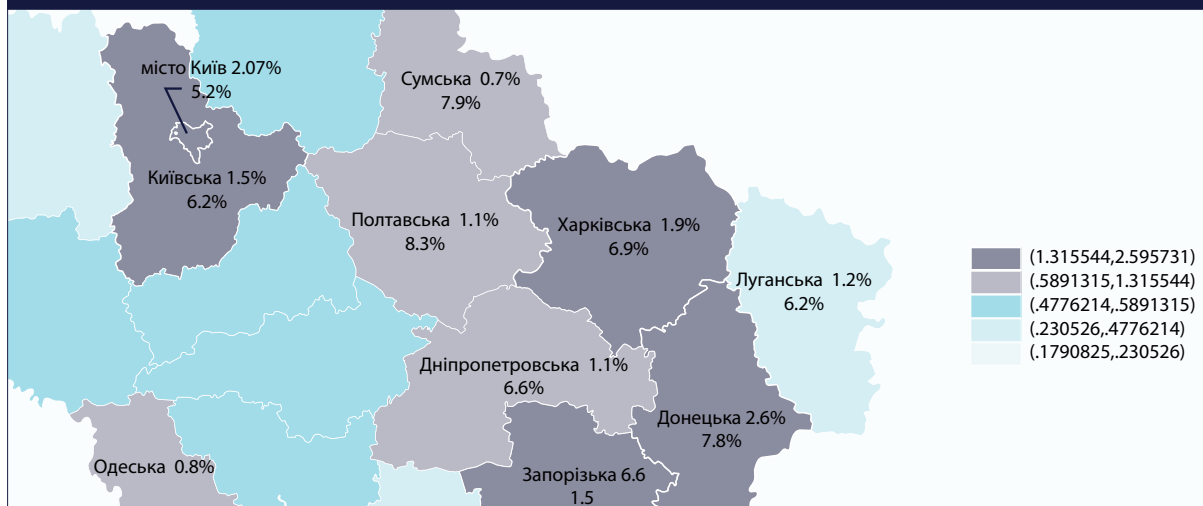 місто Київ 2.07%
5.2%
Сумська 0.7%
7.9%
Київська 1.5%
6.2%
Полтавська 1.1%
8.3%
Харківська 1.9%
6.9%
Луганська 1.2%
6.2%
Дніпропетровська 1.1%
6.6%
Донецька 2.6%
7.8%
Одеська 0.8%
Запорізька 6.6
1.5
(1.315544,2.595731)
(.5891315,1.315544)
(.4776214,.5891315)
(.230526,.4776214)
(.1790825,.230526)